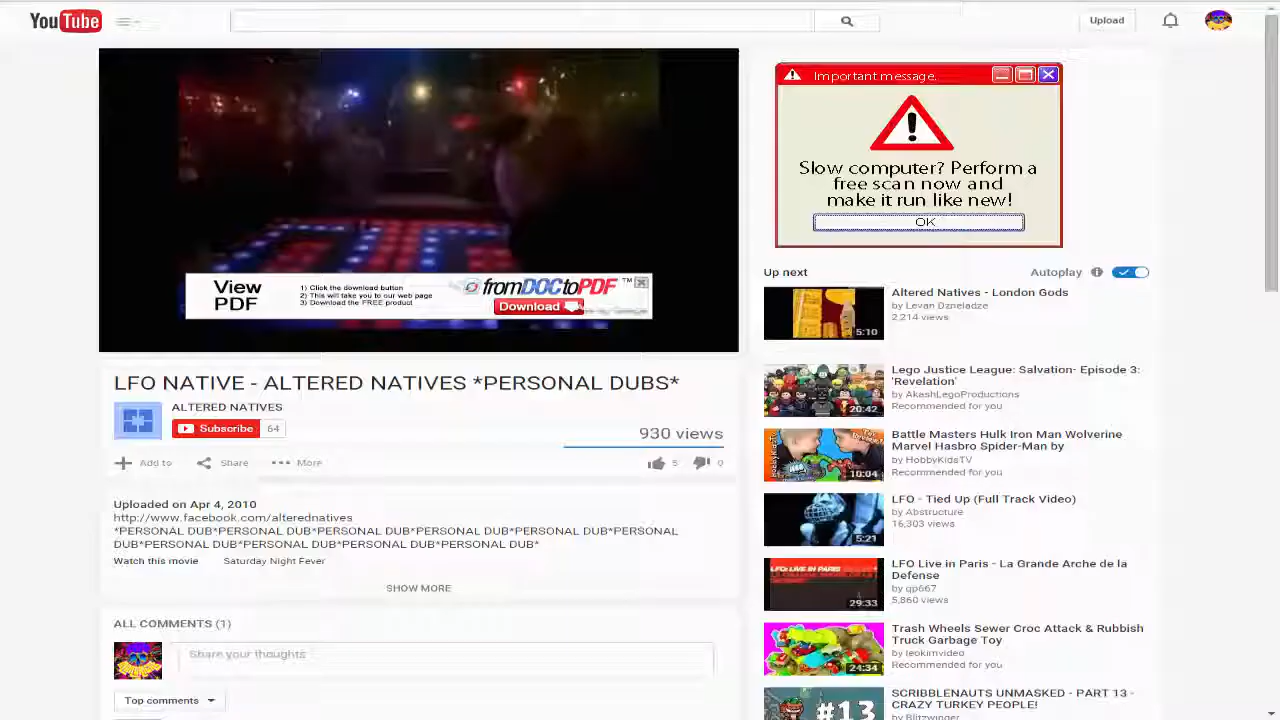 YouTube
Upload
Important message.
Slow computer? Perform a
free scan now and
make it run like new!
OK
View
PDF
1) Click the download button
2) This will take you to our web page
3) Download the FREE product
fromDOCtoPDF™
Download
Up next
Autoplay
Altered Natives - London Gods
by Levan Dzneladze
2,214 views
5:10
Lego Justice League: Salvation- Episode 3:
'Revelation'
by AkashLegoProductions
Recommended for you
20:42
Battle Masters Hulk Iron Man Wolverine
Marvel Hasbro Spider-Man by
by HobbyKidsTV
Recommended for you
10:04
LFO - Tied Up (Full Track Video)
by Abstructure
16,303 views
5:21
LFO Live in Paris - La Grande Arche de la
Defense
by qp667
5,860 views
LFO: LIVE IN PARIS
29:33
Trash Wheels Sewer Croc Attack & Rubbish
Truck Garbage Toy
by leokimvideo
Recommended for you
24:34
SCRIBBLENAUTS UNMASKED - PART 13 -
CRAZY TURKEY PEOPLE!
by Blitzwinger
#13
LFO NATIVE - ALTERED NATIVES *PERSONAL DUBS*
ALTERED NATIVES
Subscribe 64
930 views
Add to Share More
5 0
Uploaded on Apr 4, 2010
http://www.facebook.com/alterednatives
*PERSONAL DUB*PERSONAL DUB*PERSONAL DUB*PERSONAL DUB*PERSONAL DUB*PERSONAL
DUB*PERSONAL DUB*PERSONAL DUB*PERSONAL DUB*PERSONAL DUB*
Watch this movie Saturday Night Fever
SHOW MORE
ALL COMMENTS (1)
Share your thoughts
Top comments